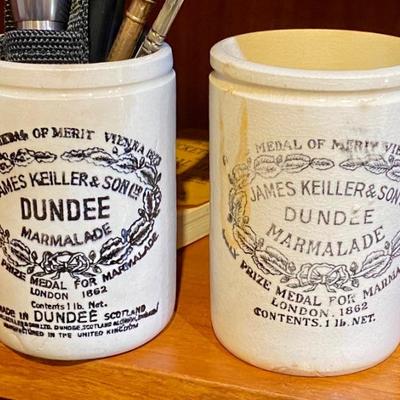 MEDAL OF MERIT VIENNA
JAMES KEILLER & SON Ltd
DUNDEE
MARMALADE
PRIZE MEDAL FOR MARMALADE
LONDON 1862
Contents 1 lb. Net.
MADE IN DUNDEE SCOTLAND
MANUFACTURED IN THE UNITED KINGDOM
MEDAL OF MERIT VIEN
JAMES KEILLER & SON
DUNDEE
MARMALADE
PRIZE MEDAL FOR MARMA
LONDON. 1862
CONTENTS. 1 lb. NET.